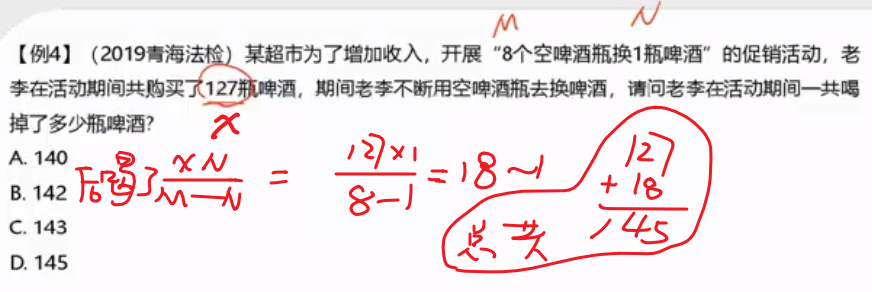 M N
【例4】（2019青海法检）某超市为了增加收入，开展“8个空啤酒瓶换1瓶啤酒”的促销活动，老
李在活动期间共购买了127瓶啤酒，期间老李不断用空啤酒瓶去换啤酒，请问老李在活动期间一共喝
掉了多少瓶啤酒?
x
A. 140
B. 142
C. 143
D. 145
后喝了 xN/M-N = 127×1/8-1 = 18~1
总共
127
+18
145